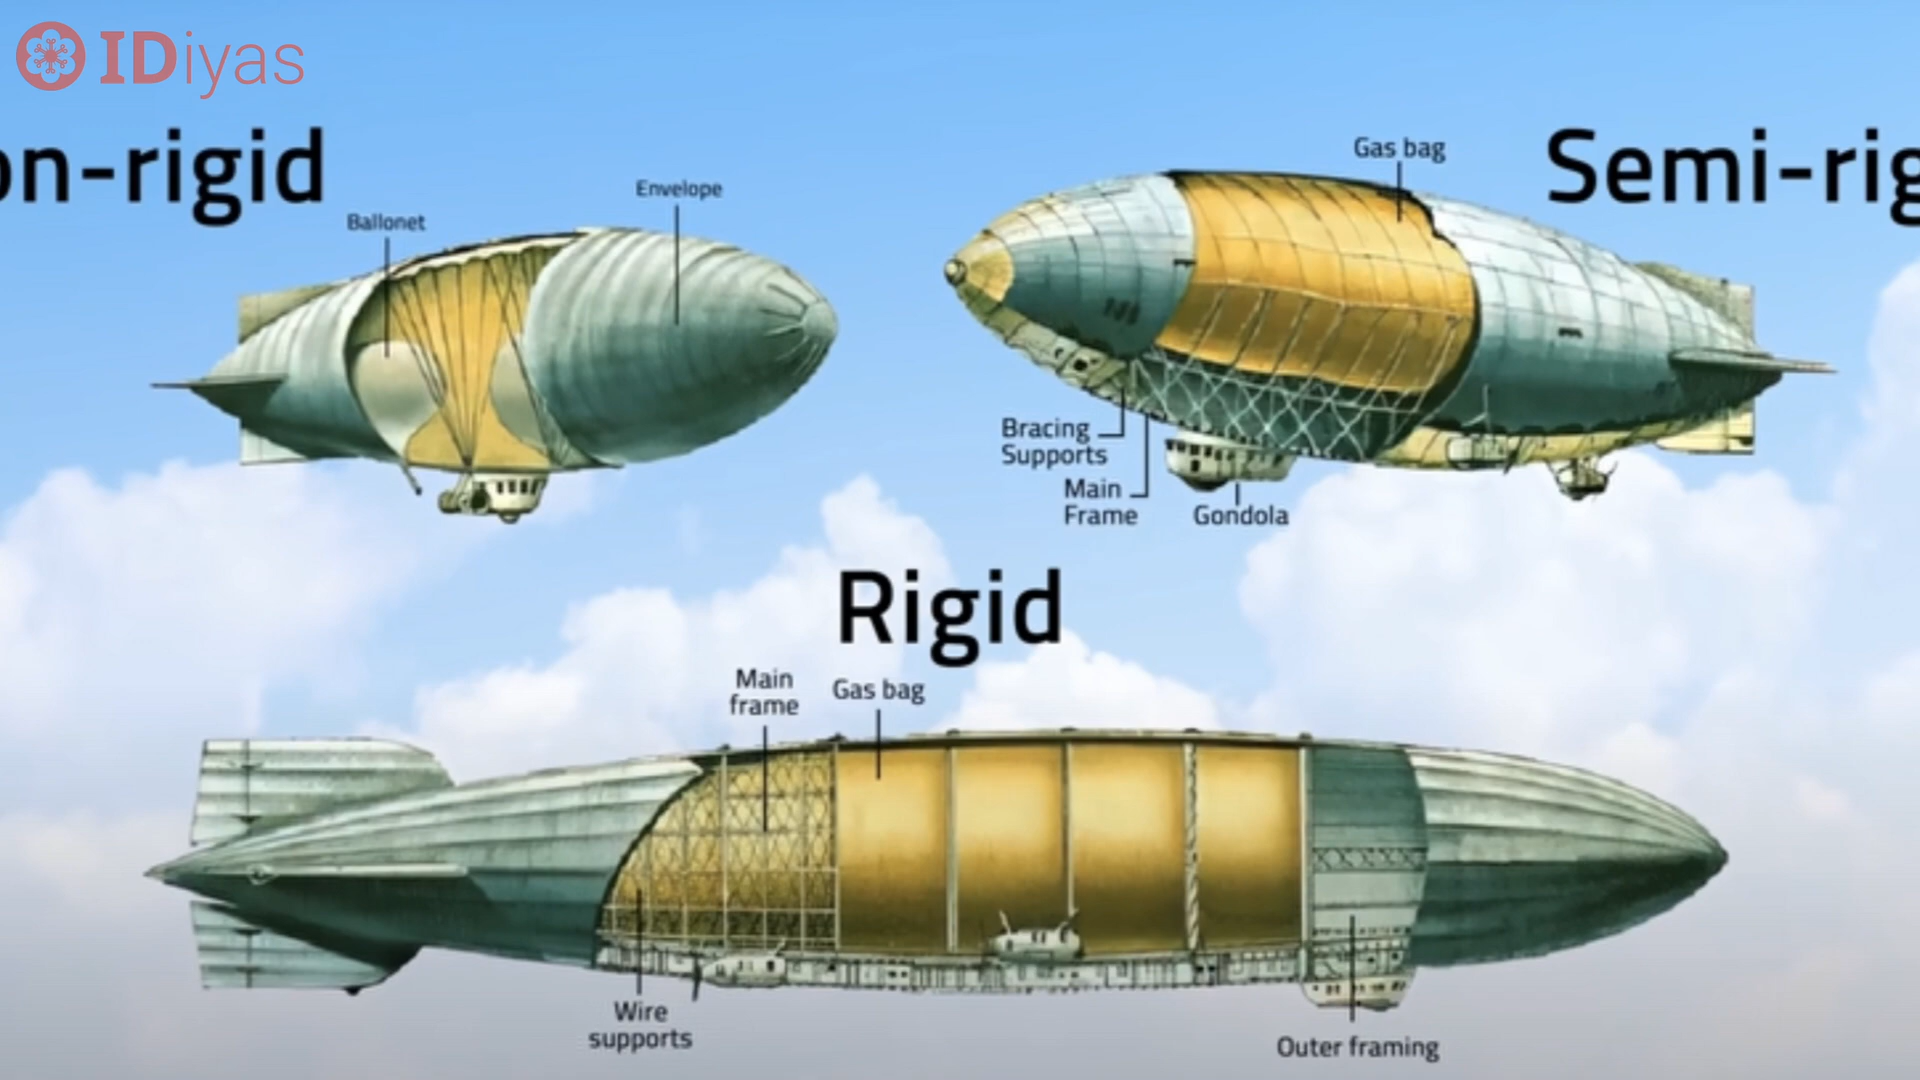 IDiyas
on-rigid
Semi-rig
Gas bag
Envelope
Ballonet
Bracing
Supports
Main
Frame
Gondola
Rigid
Main
frame
Gas bag
Wire
supports
Outer framing